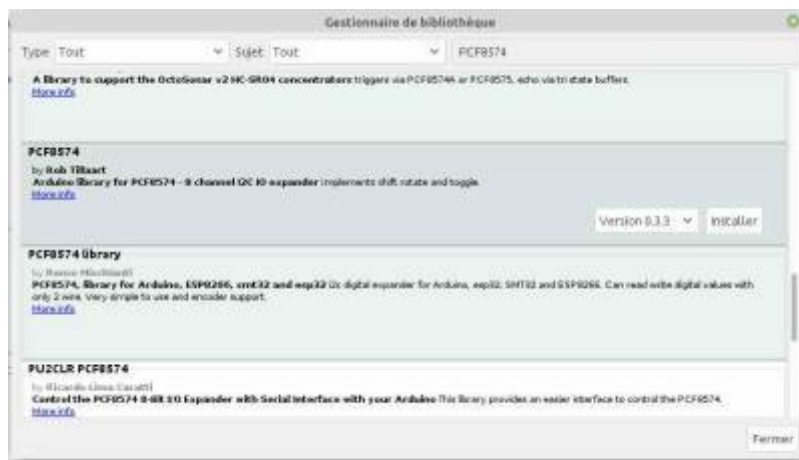 Gestionnaire de bibliothèque
Type Tout Sujet Tout PCF8574
A library to support the OctoSonar v2 HC-SR04 concentrators triggers via PCF8574A or PCF8575, echo via tri state buffers.
More info
PCF8574
by Rob Tillaart
Arduino library for PCF8574 - 8 channel I2C IO expander implements shift rotate and toggle.
More info
Version 0.3.3 Installer
PCF8574 library
by Renzo Mischianti
PCF8574, library for Arduino, ESP8266, smt32 and esp32 i2c digital expander for Arduino, esp32, SMT32 and ESP8266. Can read write digital values with
only 2 wire. Very simple to use and encoder support.
More info
PU2CLR PCF8574
by Ricardo Lima Caratti
Control the PCF8574 8-Bit I/O Expander with Serial Interface with your Arduino This library provides an easier interface to control the PCF8574.
More info
Fermer